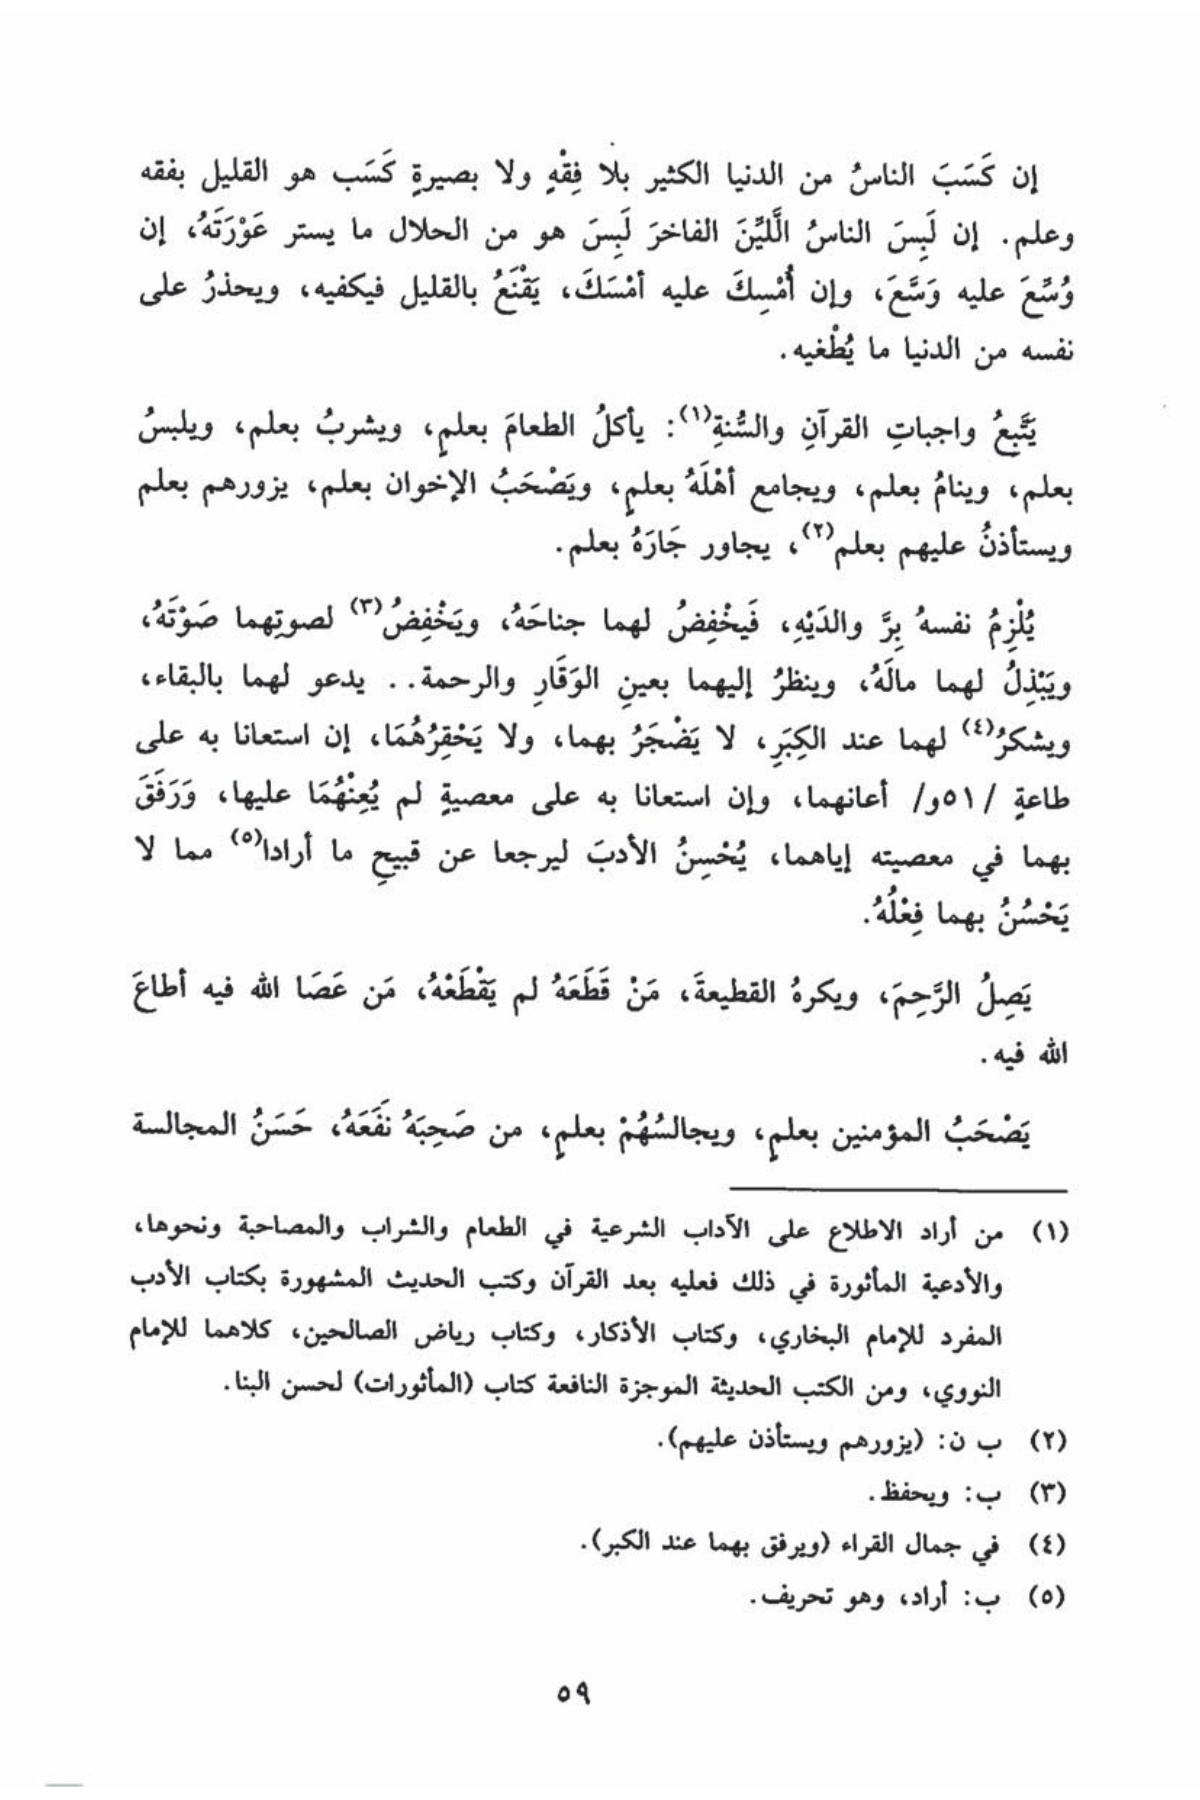 إن كَسَبَ الناسُ من الدنيا الكثير بلا فِقْهٍ ولا بصيرةٍ كَسَب هو القليل بفقه
وعلم. إن لَبِسَ الناسُ الَّليِّنَ الفاخرَ لَبِسَ هو من الحلال ما يستر عَوْرَتَهُ، إن
وُسِّعَ عليه وَسَّعَ، وإن أُمْسِكَ عليه أمْسَكَ، يَقْنَعُ بالقليل فيكفيه، ويحذرُ على
نفسه من الدنيا ما يُطْغيه.
يَتَّبِعُ واجباتِ القرآنِ والسُّنةِ(١): يأكلُ الطعامَ بعلمٍ، ويشربُ بعلم، ويلبسُ
بعلم، وينامُ بعلم، ويجامع أهْلَهُ بعلمٍ، ويَصْحَبُ الإخوان بعلم، يزورهم بعلم
ويستأذنُ عليهم بعلم(٢)، يجاور جَارَهُ بعلم.
يُلْزِمُ نفسهُ بِرَّ والدَيْهِ، فَيخْفِضُ لهما جناحَهُ، ويَخْفِضُ(٣) لصوتِهما صَوْتَهُ،
ويَبْذِلُ لهما مالَهُ، وينظرُ إليهما بعينِ الوَقَارِ والرحمة.. يدعو لهما بالبقاء،
ويشكرُ(٤) لهما عند الكِبَرِ، لا يَضْجَرُ بهما، ولا يَحْقِرُهُمَا، إن استعانا به على
طاعةٍ /٥١و/ أعانهما، وإن استعانا به على معصيةٍ لم يُعِنْهُمَا عليها، وَرَفَقَ
بهما في معصيته إياهما، يُحْسِنُ الأدبَ ليرجعا عن قبيحِ ما أرادا(٥) مما لا
يَحْسُنُ بهما فِعْلُهُ.
يَصِلُ الرَّحِمَ، ويكرهُ القطيعةَ، مَنْ قَطَعَهُ لم يَقْطَعْهُ، مَن عَصَا الله فيه أطاعَ
الله فيه.
يَصْحَبُ المؤمنين بعلمٍ، ويجالسُهُمْ بعلمٍ، من صَحِبَهُ نَفَعَهُ، حَسَنُ المجالسة
(١) من أراد الاطلاع على الآداب الشرعية في الطعام والشراب والمصاحبة ونحوها،
والأدعية المأثورة في ذلك فعليه بعد القرآن وكتب الحديث المشهورة بكتاب الأدب
المفرد للإمام البخاري، وكتاب الأذكار، وكتاب رياض الصالحين، كلاهما للإمام
النووي، ومن الكتب الحديثة الموجزة النافعة كتاب (المأثورات) لحسن البنا.
(٢) ب ن: (يزورهم ويستأذن عليهم).
(٣) ب: ويحفظ.
(٤) في جمال القراء (ويرفق بهما عند الكبر).
(٥) ب: أراد، وهو تحريف.
٥٩